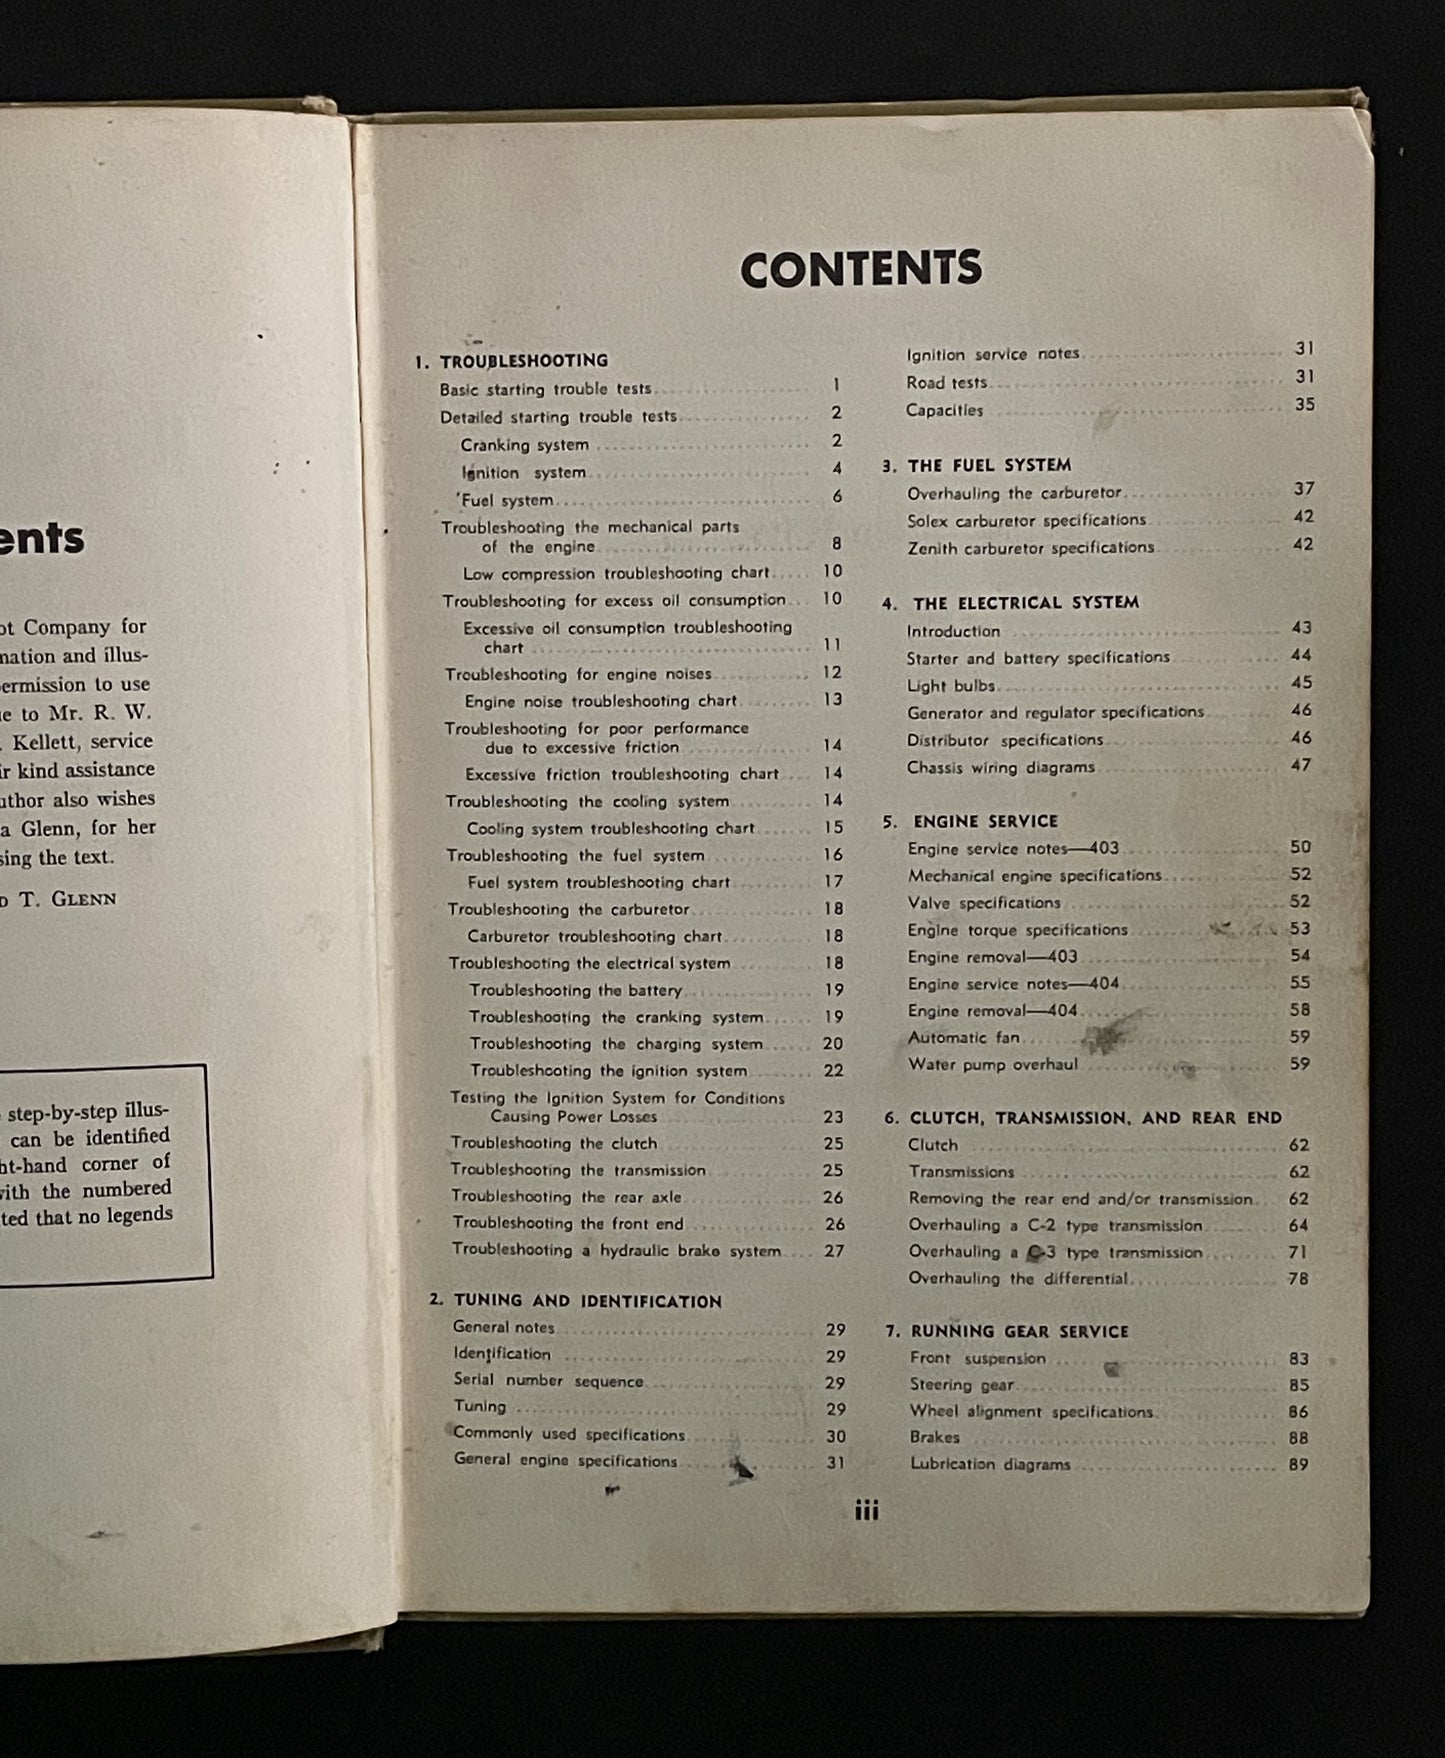 ents
ot Company for
mation and illus-
ermission to use
e to Mr. R. W.
. Kellett, service
ir kind assistance
uthor also wishes
a Glenn, for her
sing the text.
D T. GLENN
step-by-step illus-
can be identified
ht-hand corner of
with the numbered
ted that no legends
CONTENTS
1. TROUBLESHOOTING
Basic starting trouble tests 1
Detailed starting trouble tests 2
Cranking system 2
Ignition system 4
Fuel system 6
Troubleshooting the mechanical parts
of the engine 8
Low compression troubleshooting chart 10
Troubleshooting for excess oil consumption 10
Excessive oil consumption troubleshooting
chart 11
Troubleshooting for engine noises 12
Engine noise troubleshooting chart 13
Troubleshooting for poor performance
due to excessive friction 14
Excessive friction troubleshooting chart 14
Troubleshooting the cooling system 14
Cooling system troubleshooting chart 15
Troubleshooting the fuel system 16
Fuel system troubleshooting chart 17
Troubleshooting the carburetor 18
Carburetor troubleshooting chart 18
Troubleshooting the electrical system 18
Troubleshooting the battery 19
Troubleshooting the cranking system 19
Troubleshooting the charging system 20
Troubleshooting the ignition system 22
Testing the Ignition System for Conditions
Causing Power Losses 23
Troubleshooting the clutch 25
Troubleshooting the transmission 25
Troubleshooting the rear axle 26
Troubleshooting the front end 26
Troubleshooting a hydraulic brake system 27
2. TUNING AND IDENTIFICATION
General notes 29
Identification 29
Serial number sequence 29
Tuning 29
Commonly used specifications 30
General engine specifications 31
Ignition service notes 31
Road tests 31
Capacities 35
3. THE FUEL SYSTEM
Overhauling the carburetor 37
Solex carburetor specifications 42
Zenith carburetor specifications 42
4. THE ELECTRICAL SYSTEM
Introduction 43
Starter and battery specifications 44
Light bulbs 45
Generator and regulator specifications 46
Distributor specifications 46
Chassis wiring diagrams 47
5. ENGINE SERVICE
Engine service notes—403 50
Mechanical engine specifications 52
Valve specifications 52
Engine torque specifications 53
Engine removal—403 54
Engine service notes—404 55
Engine removal—404 58
Automatic fan 59
Water pump overhaul 59
6. CLUTCH, TRANSMISSION, AND REAR END
Clutch 62
Transmissions 62
Removing the rear end and/or transmission 62
Overhauling a C-2 type transmission 64
Overhauling a C-3 type transmission 71
Overhauling the differential 78
7. RUNNING GEAR SERVICE
Front suspension 83
Steering gear 85
Wheel alignment specifications 86
Brakes 88
Lubrication diagrams 89
iii